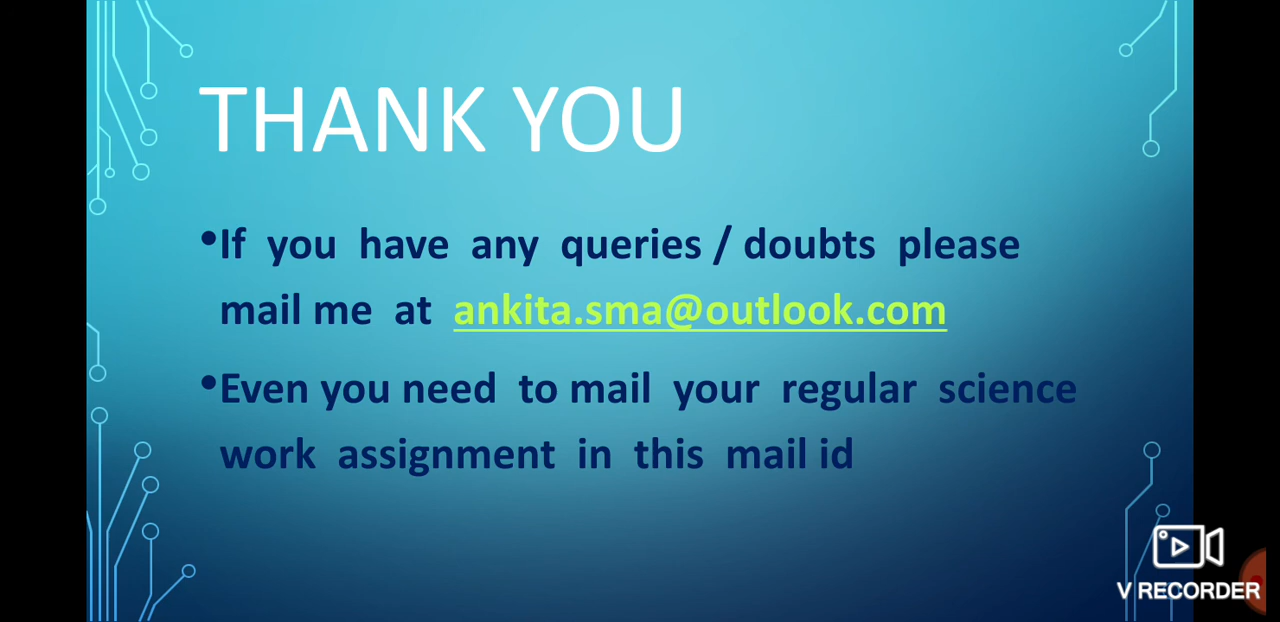 THANK YOU
•If you have any queries / doubts please
mail me at ankita.sma@outlook.com
•Even you need to mail your regular science
work assignment in this mail id
V RECORDER